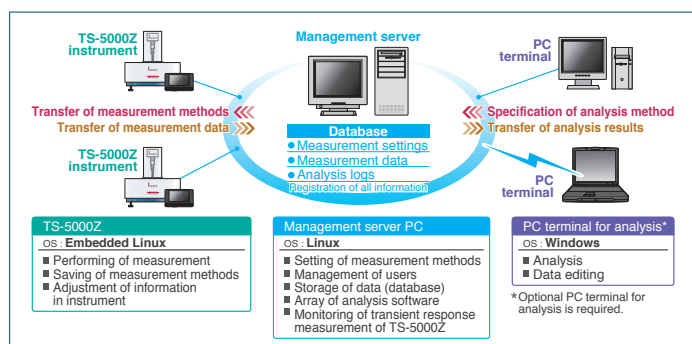 TS-5000Z
instrument
Management server
PC
terminal
Transfer of measurement methods
Transfer of measurement data
Specification of analysis method
Transfer of analysis results
Database
● Measurement settings
● Measurement data
● Analysis logs
Registration of all information
TS-5000Z
instrument
PC
terminal
TS-5000Z
OS : Embedded Linux
■ Performing of measurement
■ Saving of measurement methods
■ Adjustment of information
in instrument
Management server PC
OS : Linux
■ Setting of measurement methods
■ Management of users
■ Storage of data (database)
■ Array of analysis software
■ Monitoring of transient response
measurement of TS-5000Z
PC terminal for analysis*
OS : Windows
■ Analysis
■ Data editing
*Optional PC terminal for
analysis is required.